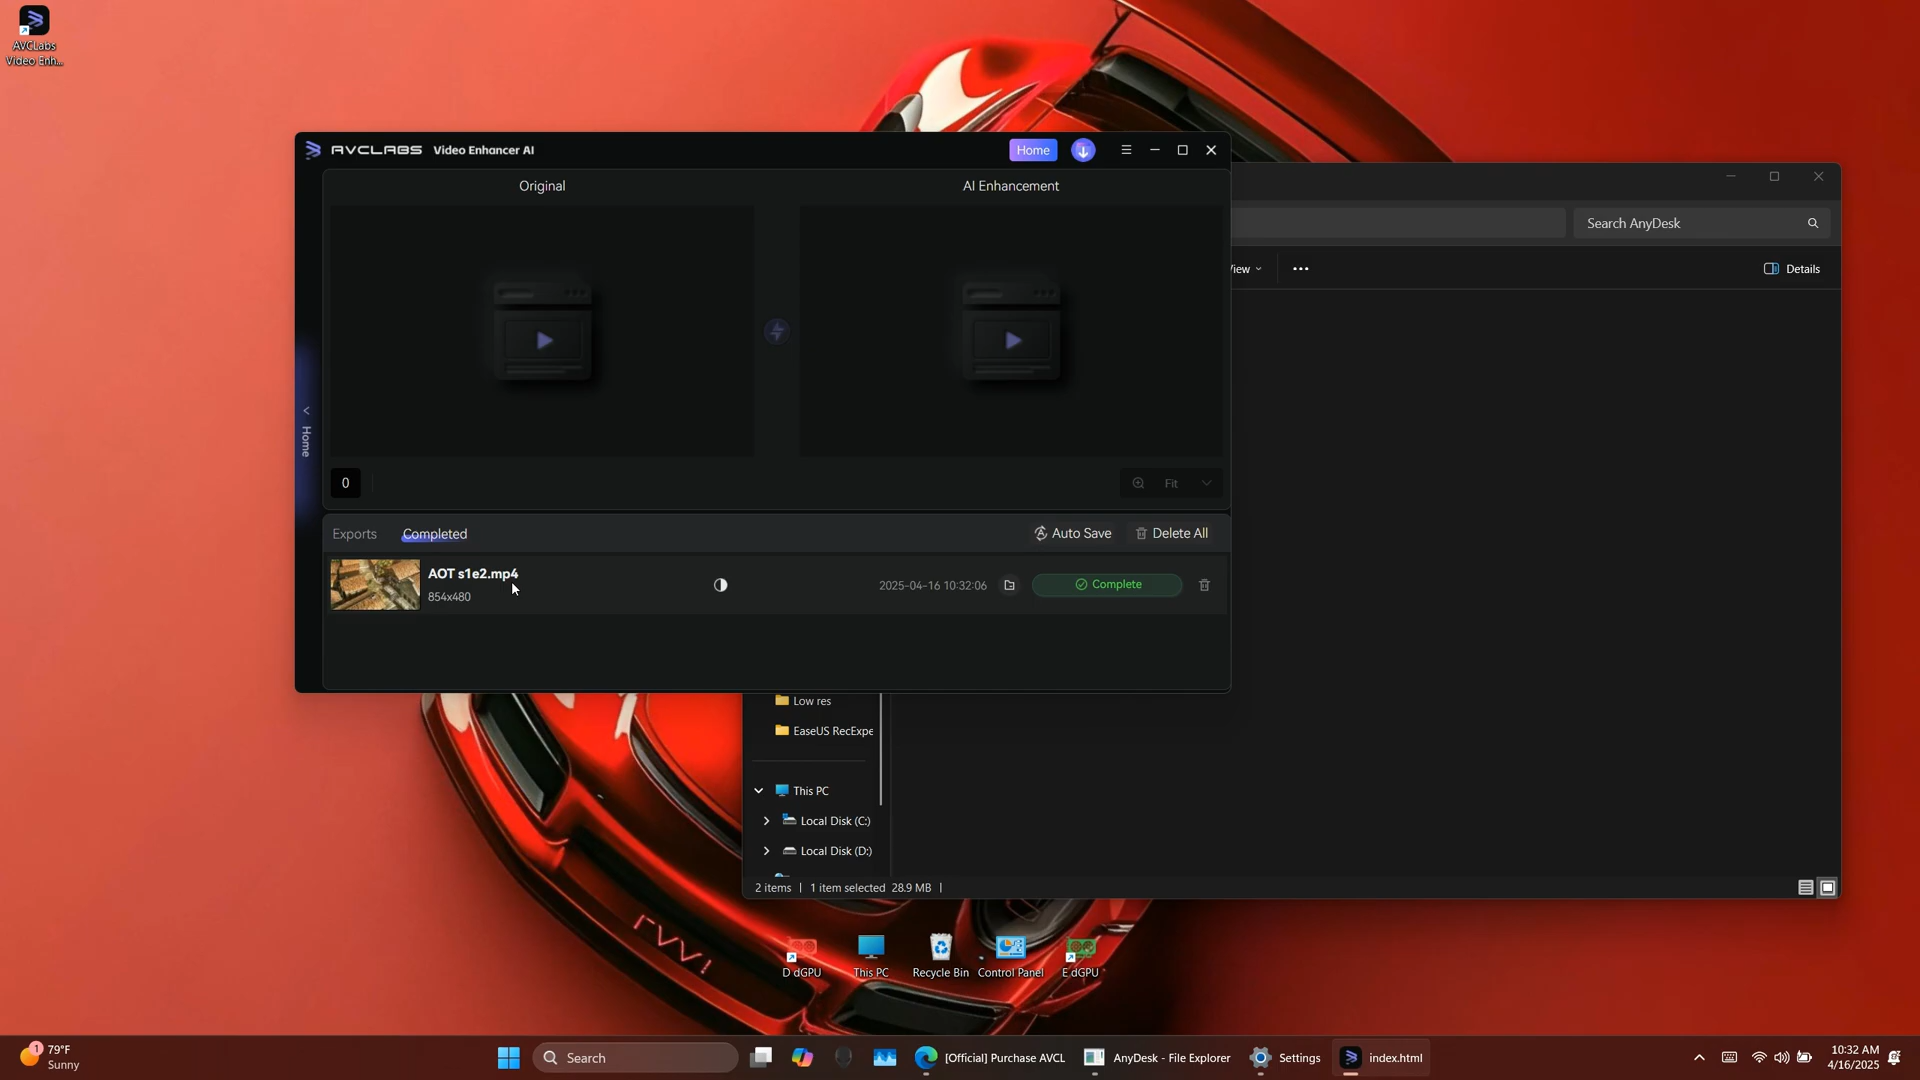 AVCLabs
Video Enh...
AVCLABS Video Enhancer AI
Home
Original
AI Enhancement
Home
0
Fit
Exports
Completed
Auto Save
Delete All
AOT s1e2.mp4
854x480
2025-04-16 10:32:06
Complete
Search AnyDesk
View
Details
Low res
EaseUS RecExpe
This PC
Local Disk (C:)
Local Disk (D:)
2 items
1 item selected 28.9 MB
D dGPU
This PC
Recycle Bin
Control Panel
E dGPU
1
79°F
Sunny
Search
[Official] Purchase AVCL
AnyDesk - File Explorer
Settings
index.html
10:32 AM
4/16/2025